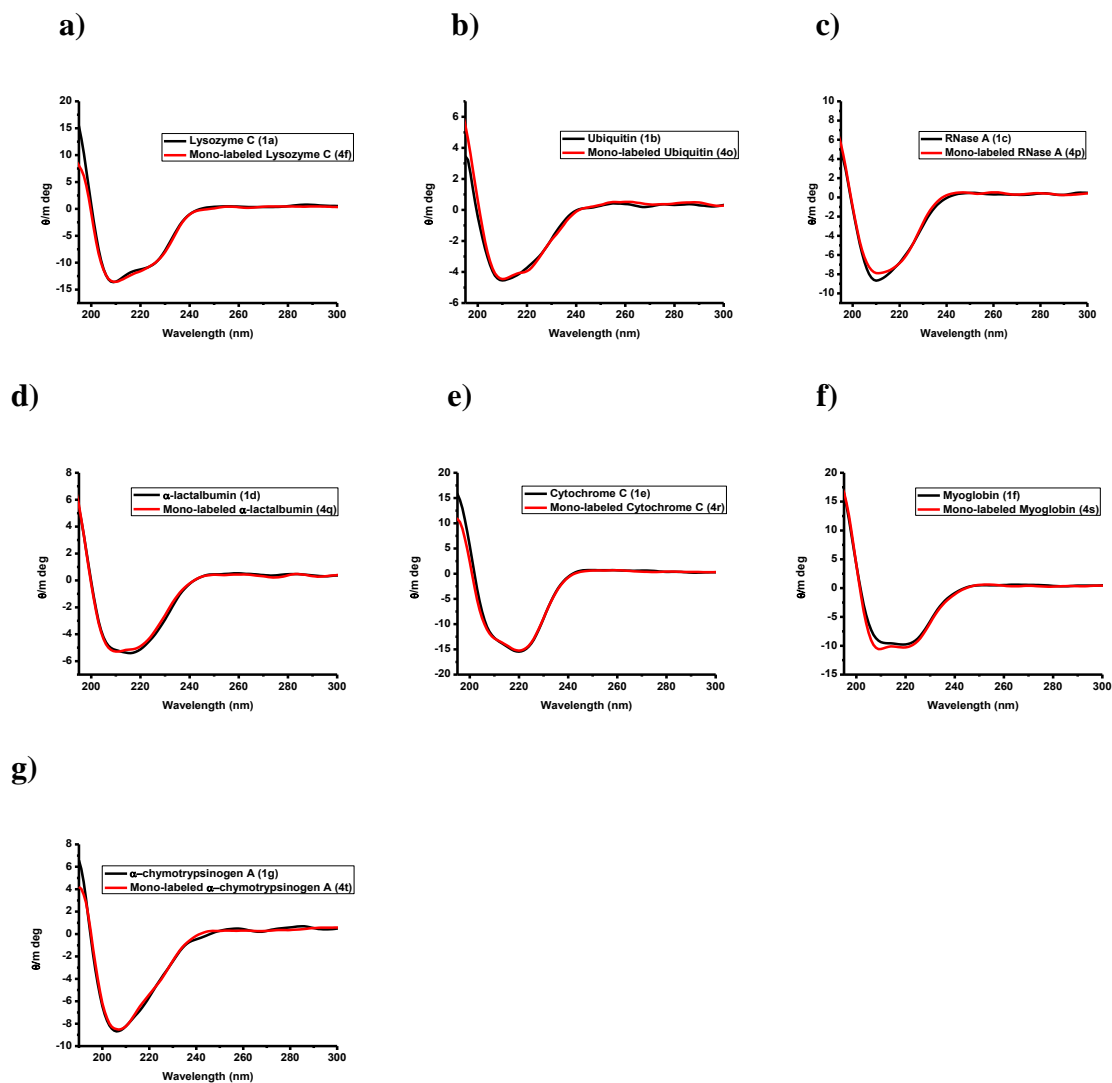 a)
20
15
10
5
0
-5
-10
-15
θ/m deg
Lysozyme C (1a)
Mono-labeled Lysozyme C (4f)
200 220 240 260 280 300
Wavelength (nm)
b)
6
4
2
0
-2
-4
-6
θ/m deg
Ubiquitin (1b)
Mono-labeled Ubiquitin (4o)
200 220 240 260 280 300
Wavelength (nm)
c)
10
8
6
4
2
0
-2
-4
-6
-8
-10
θ/m deg
RNase A (1c)
Mono-labeled RNase A (4p)
200 220 240 260 280 300
Wavelength (nm)
d)
8
6
4
2
0
-2
-4
-6
θ/m deg
α-lactalbumin (1d)
Mono-labeled α-lactalbumin (4q)
200 220 240 260 280 300
Wavelength (nm)
e)
20
15
10
5
0
-5
-10
-15
-20
θ/m deg
Cytochrome C (1e)
Mono-labeled Cytochrome C (4r)
200 220 240 260 280 300
Wavelength (nm)
f)
20
15
10
5
0
-5
-10
-15
θ/m deg
Myoglobin (1f)
Mono-labeled Myoglobin (4s)
200 220 240 260 280 300
Wavelength (nm)
g)
8
6
4
2
0
-2
-4
-6
-8
-10
θ/m deg
α–chymotrypsinogen A (1g)
Mono-labeled α–chymotrypsinogen A (4t)
200 220 240 260 280 300
Wavelength (nm)